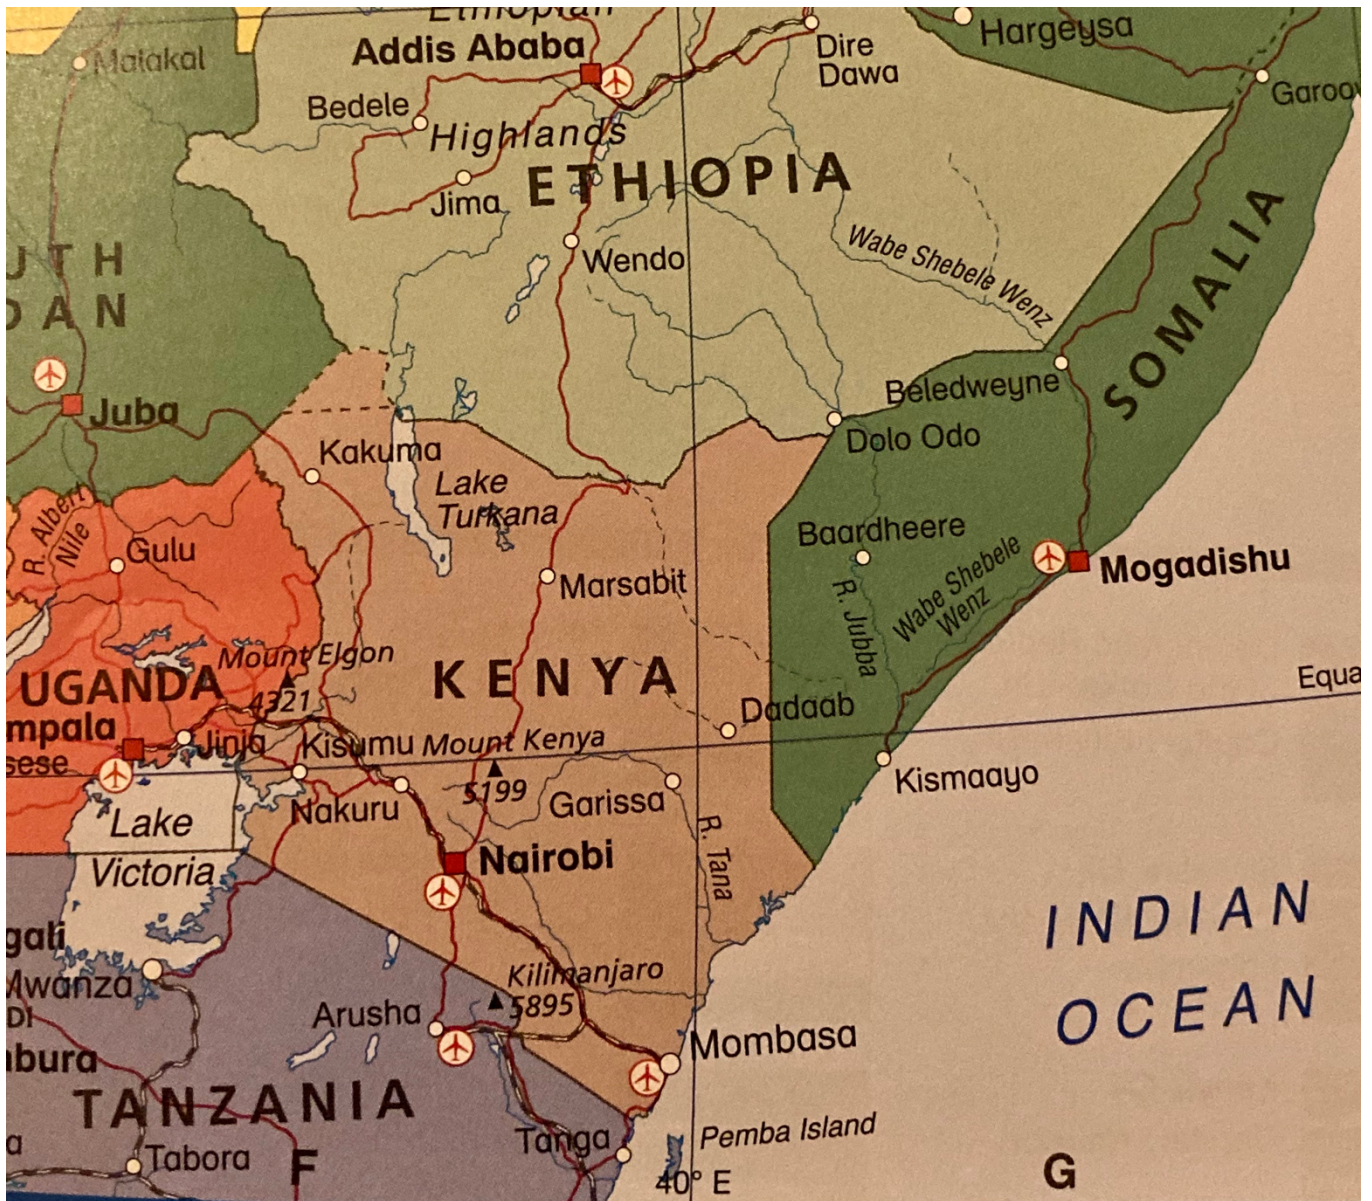 Ethiopian
Highlands
Addis Ababa
Malakal
Bedele
Jima
Dire
Dawa
Hargeysa
ETHIOPIA
Wendo
Wabe Shebele Wenz
SOMALIA
UTH
DAN
Juba
Beledweyne
Dolo Odo
Kakuma
Lake
Turkana
R. Albert
Nile
Gulu
Baardheere
R. Jubba
Wabe Shebele
Wenz
Mogadishu
Marsabit
Mount Elgon
4321
UGANDA
KENYA
Equa
mpala
Jinja
Kisumu
Mount Kenya
5199
Dadaab
sese
Kismaayo
Nakuru
Garissa
R. Tana
Lake
Victoria
Nairobi
INDIAN
OCEAN
gali
Mwanza
Kilimanjaro
5895
Arusha
DI
mbura
Mombasa
TANZANIA
Tanga
Pemba Island
a
Tabora
F
40° E
G